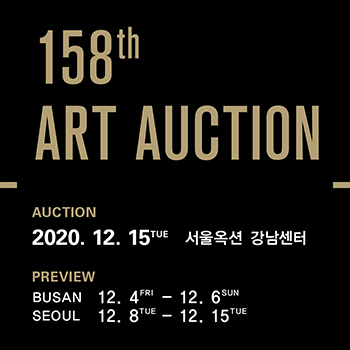 158th
ART AUCTION
AUCTION
2020. 12. 15TUE 서울옥션 강남센터
PREVIEW
BUSAN 12. 4FRI - 12. 6SUN
SEOUL 12. 8TUE - 12. 15TUE